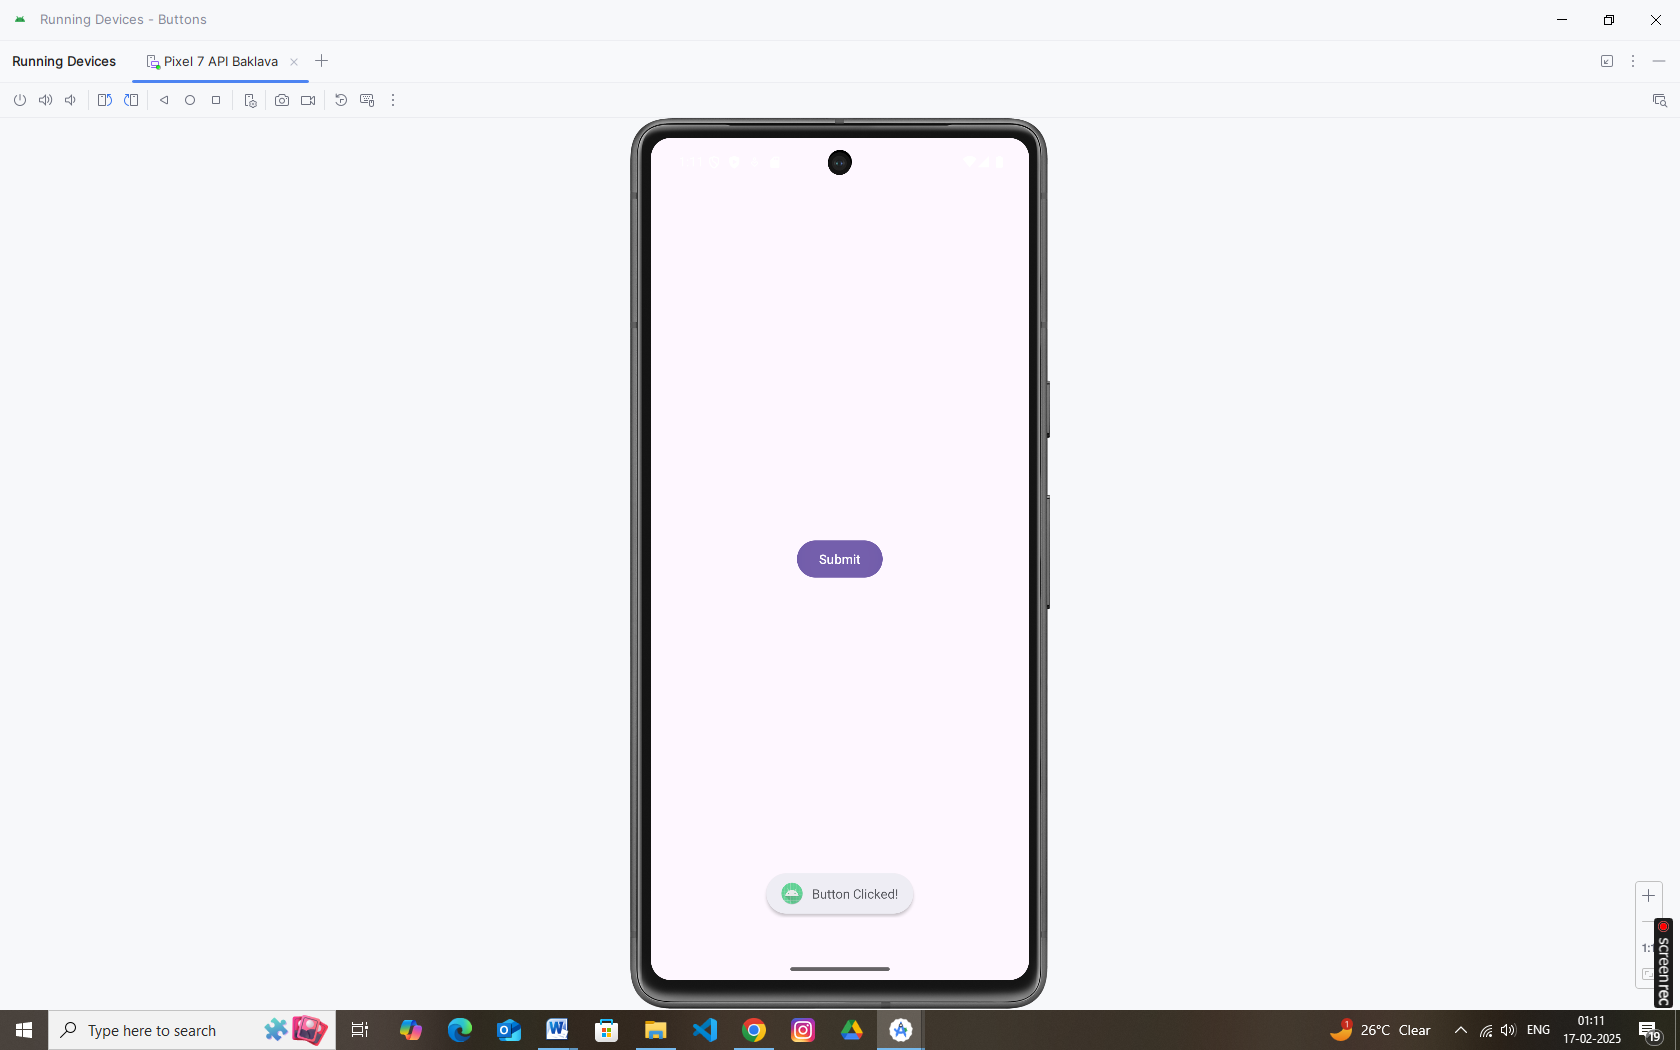 Running Devices - Buttons
Running Devices
Pixel 7 API Baklava
Submit
Button Clicked!
screenrec
Type here to search
1
26°C Clear
ENG
01:11
17-02-2025
19